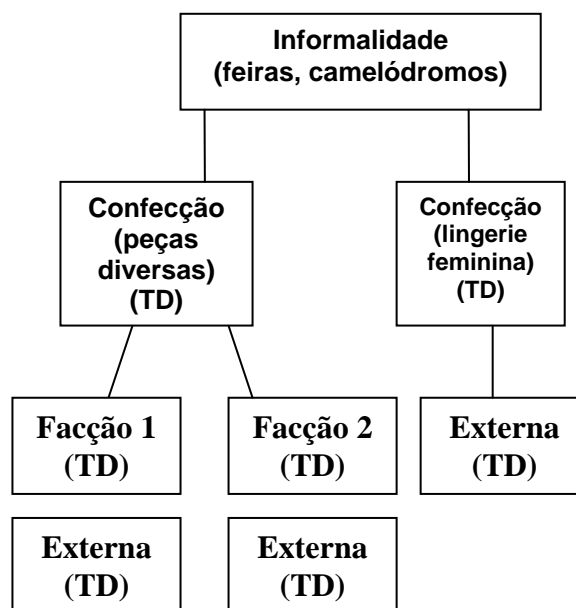 Informalidade
(feiras, camelódromos)
Confecção
(peças
diversas)
(TD)
Confecção
(lingerie
feminina)
(TD)
Facção 1
(TD)
Facção 2
(TD)
Externa
(TD)
Externa
(TD)
Externa
(TD)